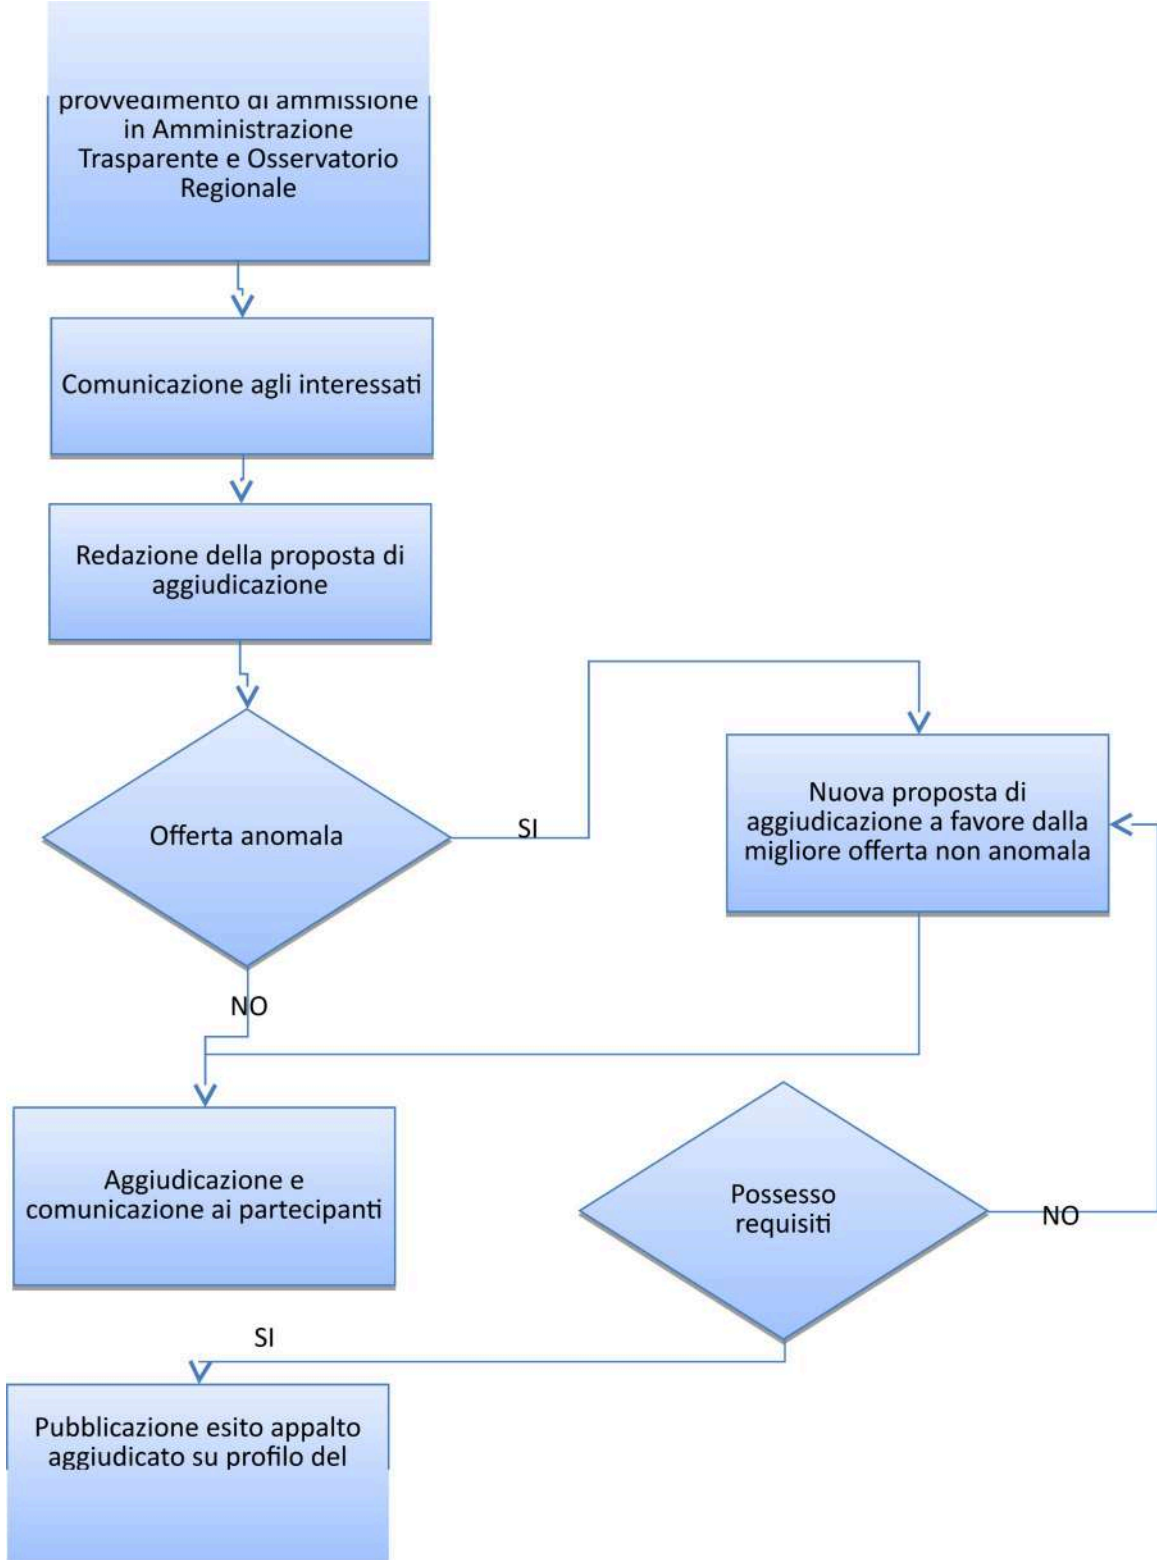 provvedimento di ammissione
in Amministrazione
Trasparente e Osservatorio
Regionale
Comunicazione agli interessati
Redazione della proposta di
aggiudicazione
Offerta anomala
SI
Nuova proposta di
aggiudicazione a favore dalla
migliore offerta non anomala
NO
Aggiudicazione e
comunicazione ai partecipanti
Possesso
requisiti
NO
SI
Pubblicazione esito appalto
aggiudicato su profilo del